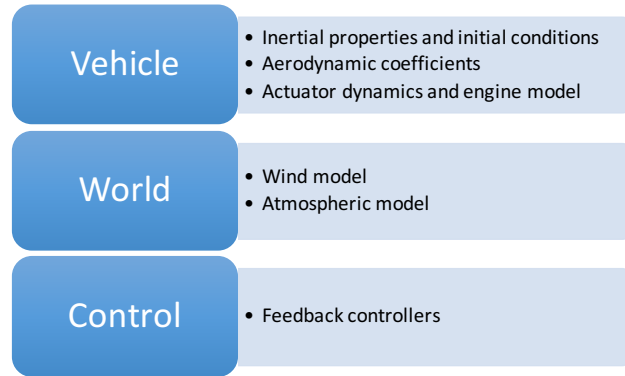 Vehicle
• Inertial properties and initial conditions
• Aerodynamic coefficients
• Actuator dynamics and engine model
World
• Wind model
• Atmospheric model
Control
• Feedback controllers